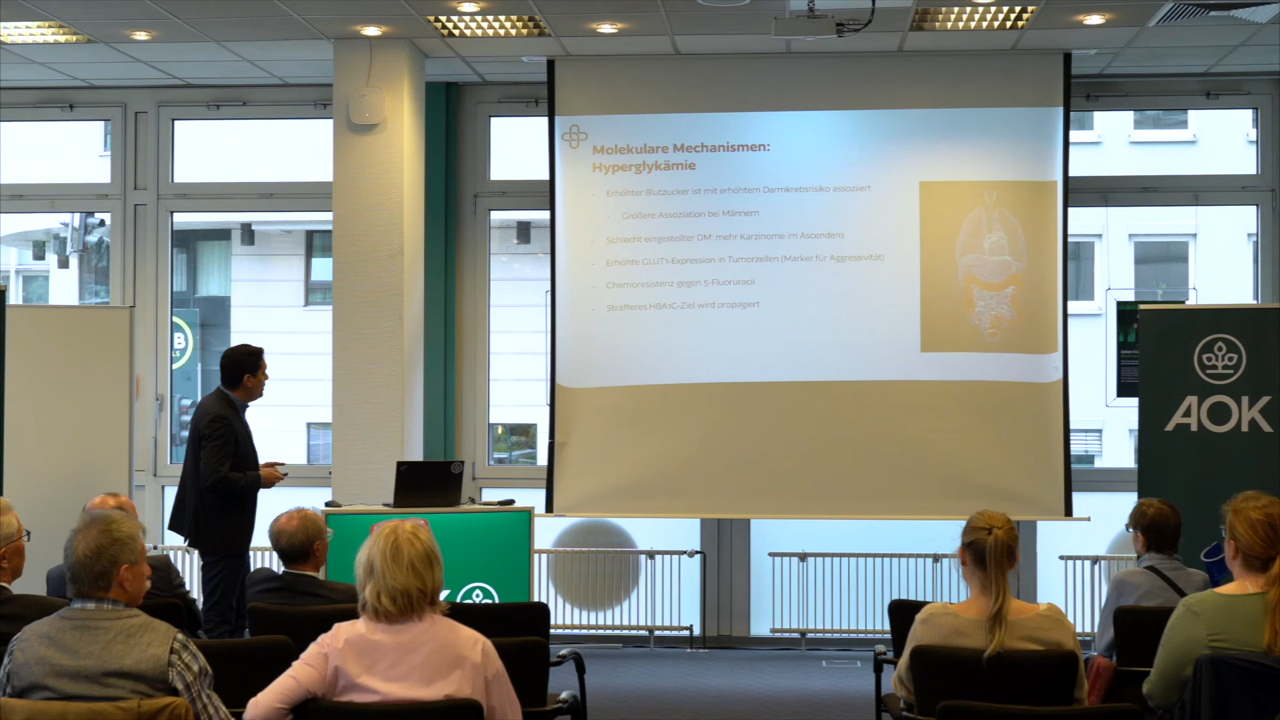 Molekulare Mechanismen:
Hyperglykämie
- Erhöhter Blutzucker ist mit erhöhtem Darmkrebsrisiko assoziiert
- Größere Assoziation bei Männern
- Schlecht eingestellter DM: mehr Karzinome im Ascendens
- Erhöhte GLUT1-Expression in Tumorzellen (Marker für Aggressivität)
- Chemoresistenz gegen 5-Fluoruracil
- Strafferes HBA1C-Ziel wird propagiert
AOK
B
LS
K